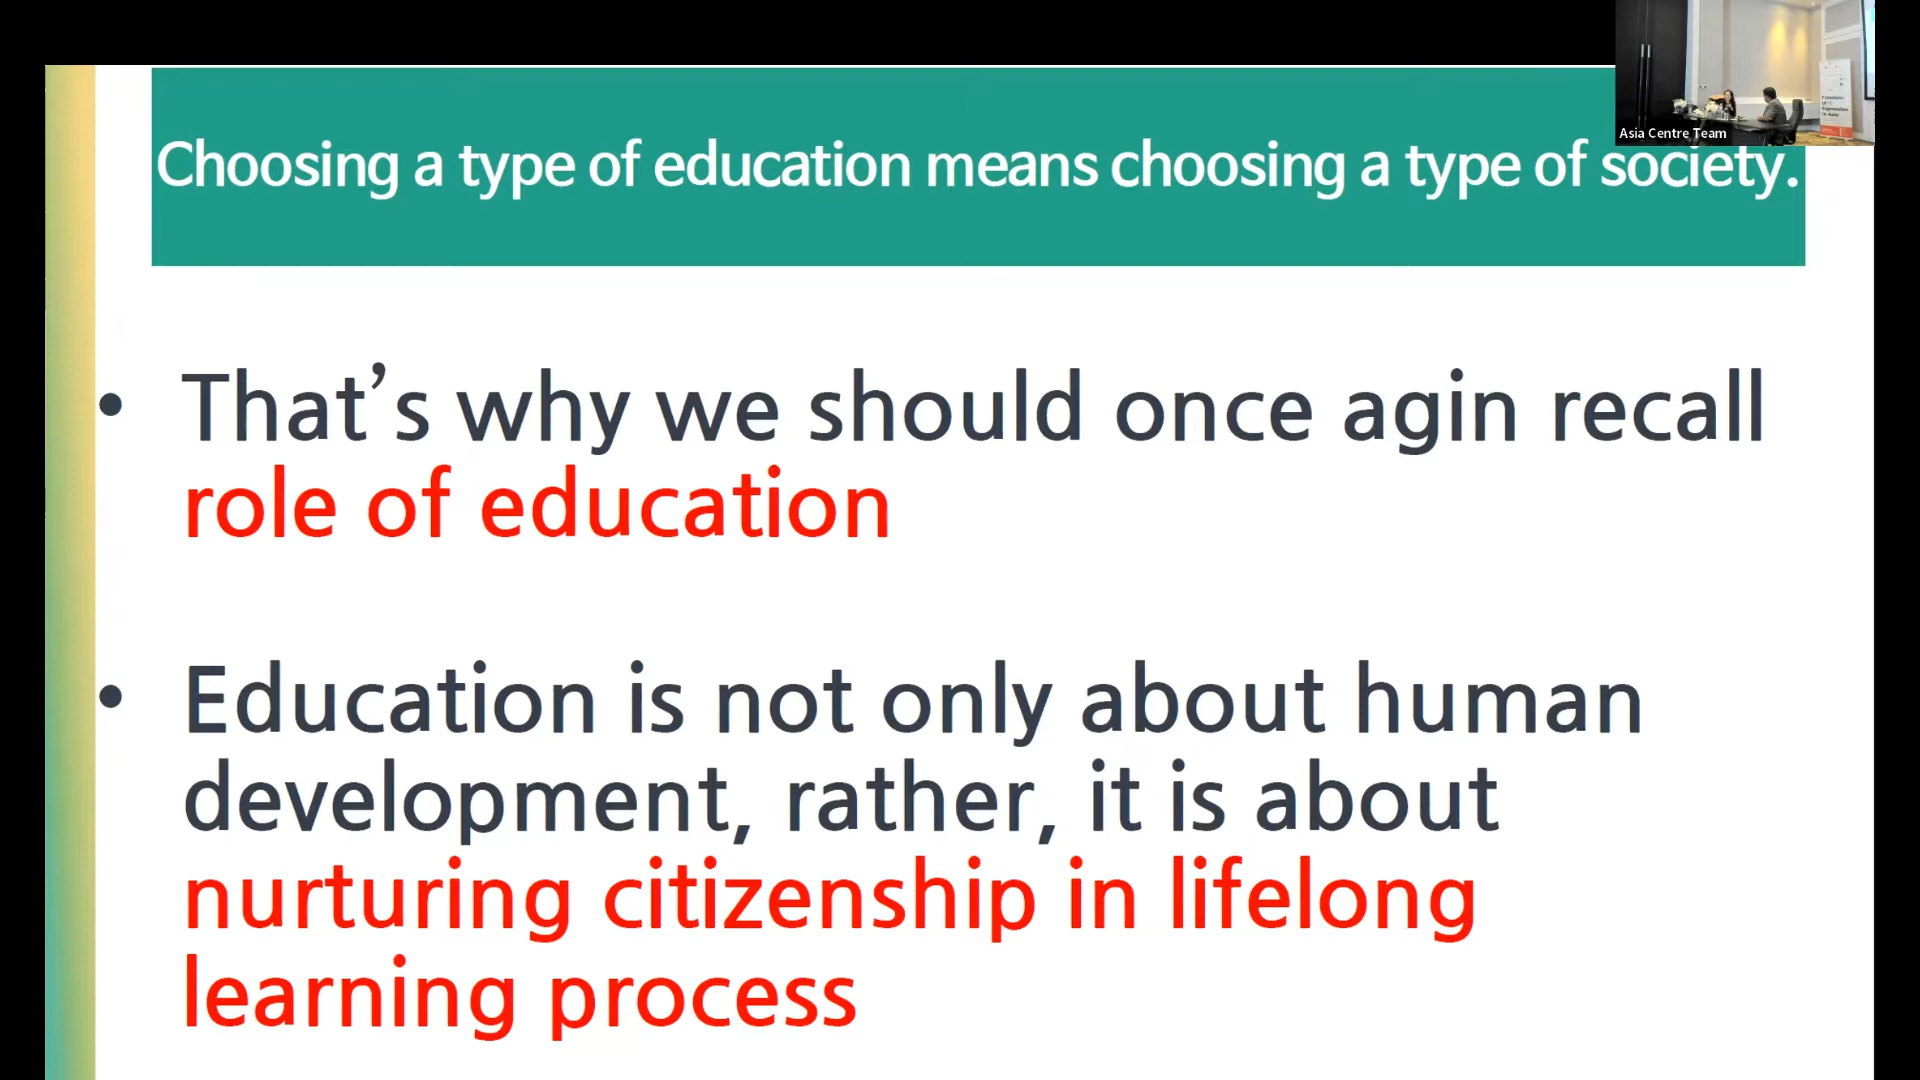 Choosing a type of education means choosing a type of society.
Asia Centre Team
• That’s why we should once agin recall
role of education
• Education is not only about human
development, rather, it is about
nurturing citizenship in lifelong
learning process